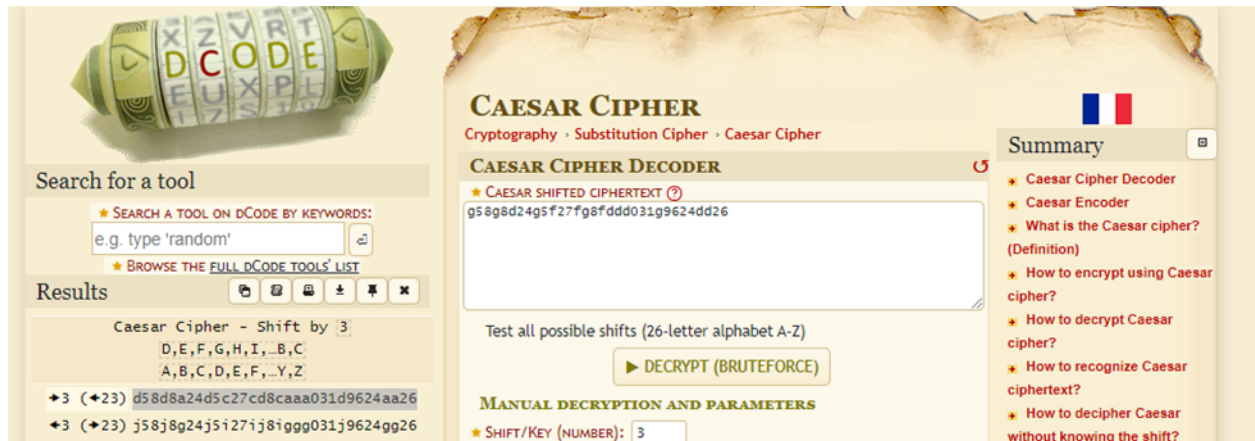 X Z V R T
D C O D E
E U X P L
CAESAR CIPHER
Cryptography › Substitution Cipher › Caesar Cipher
Summary
CAESAR CIPHER DECODER
Search for a tool
★ CAESAR SHIFTED CIPHERTEXT ?
Caesar Cipher Decoder
g58g8d24g5f27fg8fddd031g9624dd26
★ SEARCH A TOOL ON DCODE BY KEYWORDS:
Caesar Encoder
e.g. type 'random'
What is the Caesar cipher?
(Definition)
★ BROWSE THE FULL DCODE TOOLS' LIST
How to encrypt using Caesar
cipher?
Results
How to decrypt Caesar
cipher?
Caesar Cipher - Shift by 3
Test all possible shifts (26-letter alphabet A-Z)
D,E,F,G,H,I,…B,C
A,B,C,D,E,F,…Y,Z
► DECRYPT (BRUTEFORCE)
How to recognize Caesar
ciphertext?
➔3 (🡸23) d58d8a24d5c27cd8caaa031d9624aa26
MANUAL DECRYPTION AND PARAMETERS
How to decipher Caesar
without knowing the shift?
🡸3 (➔23) j58j8g24j5i27ij8iggg031j9624gg26
★ SHIFT/KEY (NUMBER): 3